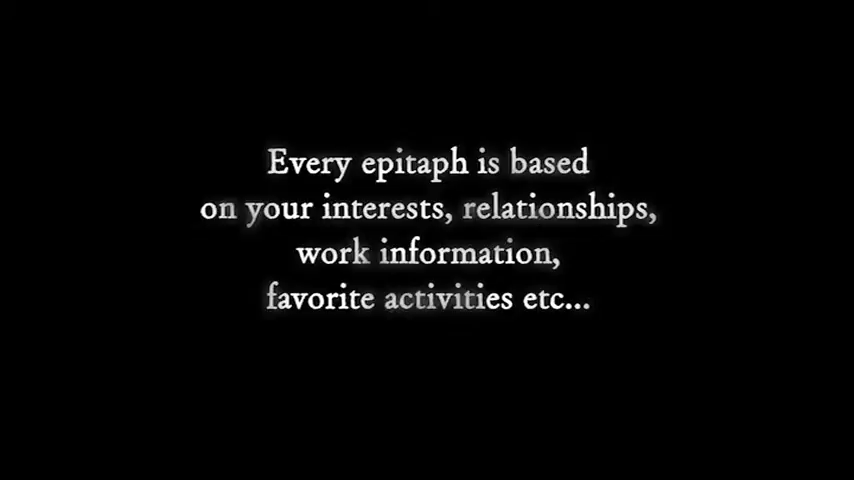 Every epitaph is based
on your interests, relationships,
work information,
favorite activities etc...